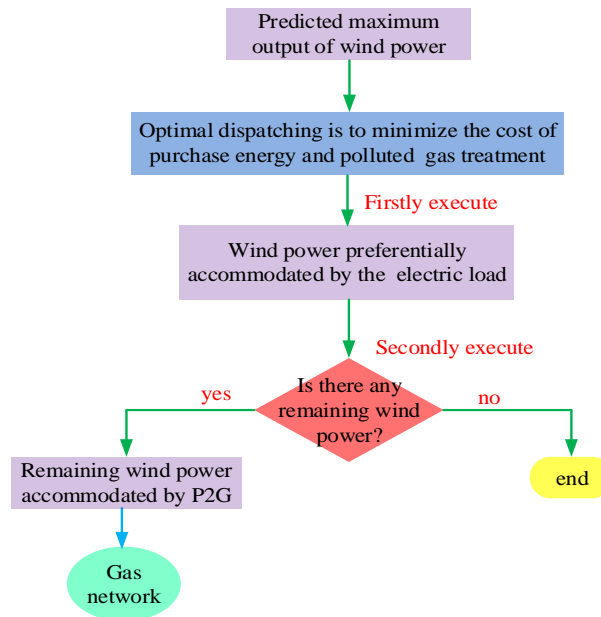 Predicted maximum
output of wind power
Optimal dispatching is to minimize the cost of
purchase energy and polluted gas treatment
Firstly execute
Wind power preferentially
accommodated by the electric load
Secondly execute
Is there any
remaining wind
power?
yes
no
Remaining wind power
accommodated by P2G
end
Gas
network